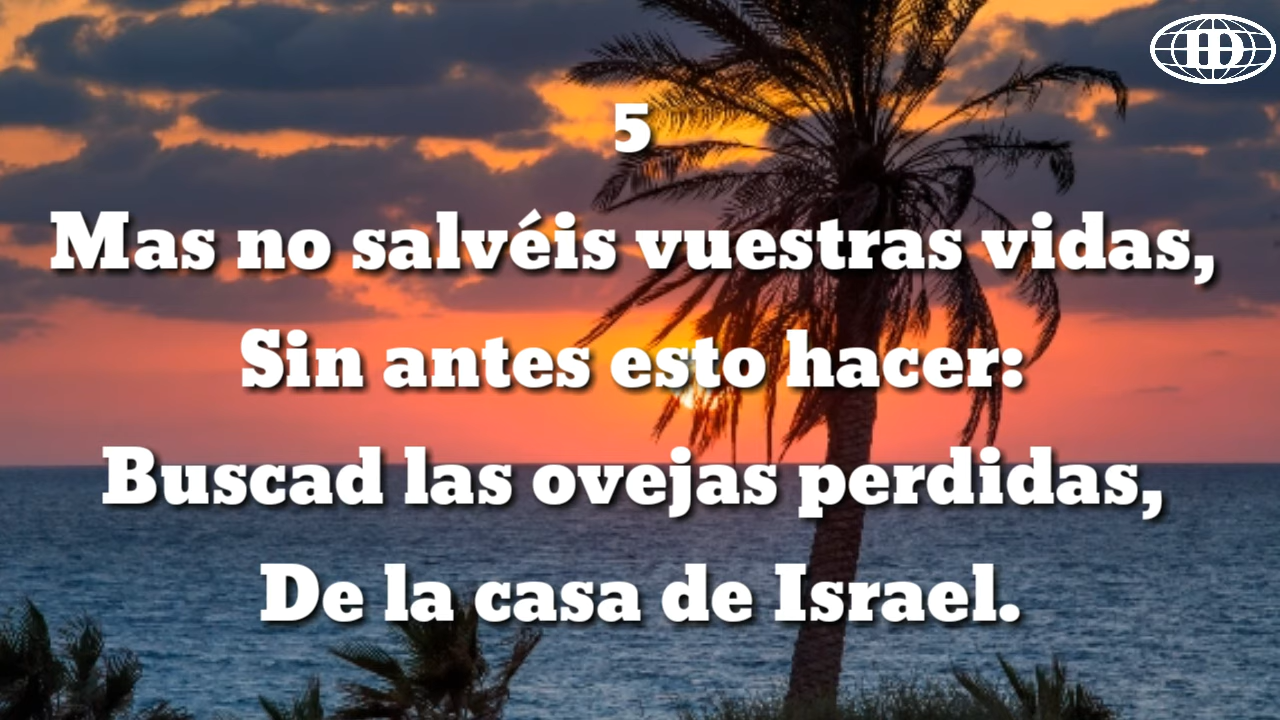 5
Mas no salvéis vuestras vidas,
Sin antes esto hacer:
Buscad las ovejas perdidas,
De la casa de Israel.